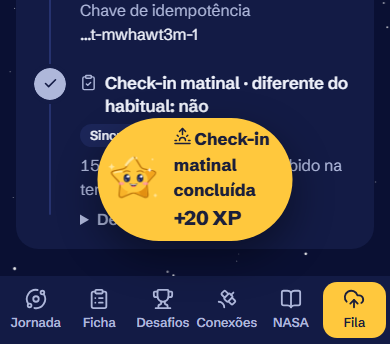 Chave de idempotência
...t-mwhawt3m-1
Check-in matinal · diferente do
habitual: não
Check-in
matinal
concluída
+20 XP
Jornada
Ficha
Desafios
Conexões
NASA
Fila